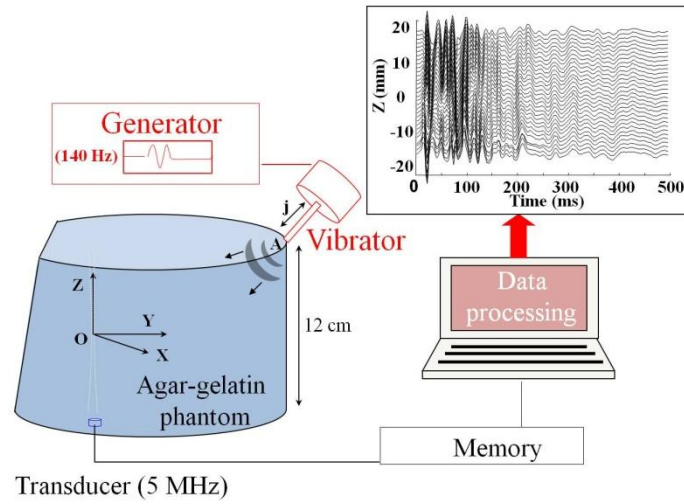 Generator
(140 Hz)
j
Vibrator
A
Z
Y
O
X
12 cm
Agar-gelatin
phantom
Transducer (5 MHz)
Memory
Data
processing
Z (mm)
20
10
0
-10
-20
0 100 200 300 400 500
Time (ms)